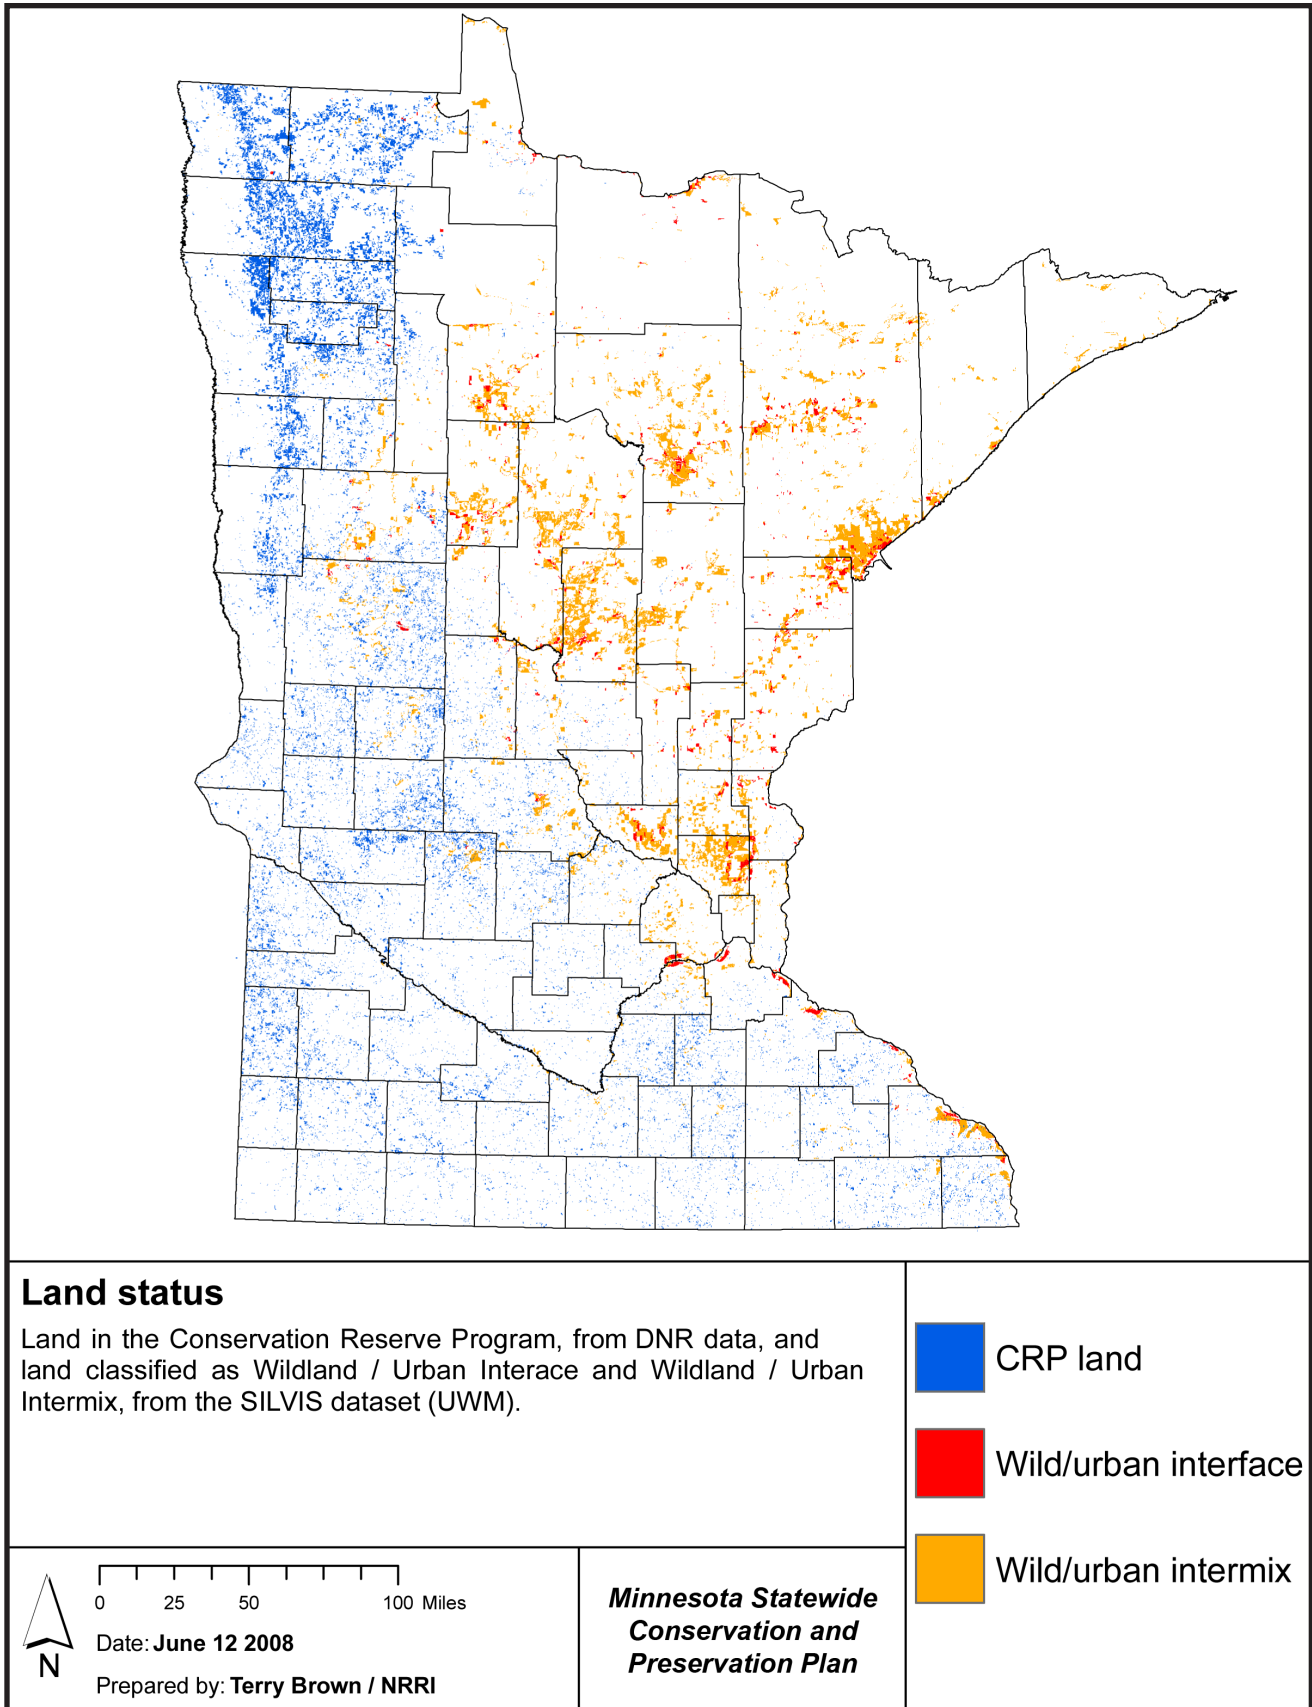 Land status
Land in the Conservation Reserve Program, from DNR data, and
land classified as Wildland / Urban Interace and Wildland / Urban
Intermix, from the SILVIS dataset (UWM).
CRP land
Wild/urban interface
Wild/urban intermix
0 25 50 100 Miles
N
Date: June 12 2008
Prepared by: Terry Brown / NRRI
Minnesota Statewide
Conservation and
Preservation Plan